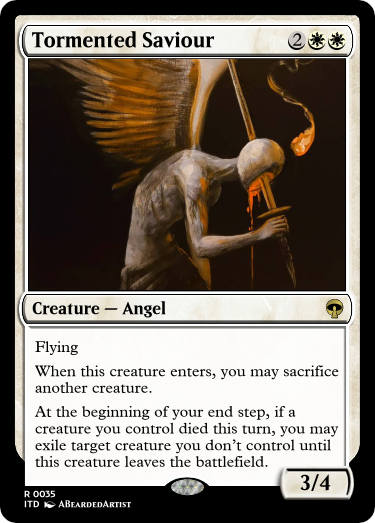 Tormented Saviour 2
Creature — Angel
Flying
When this creature enters, you may sacrifice
another creature.
At the beginning of your end step, if a
creature you control died this turn, you may
exile target creature you don't control until
this creature leaves the battlefield.
3/4
R 0035
ITD ABeardedArtist